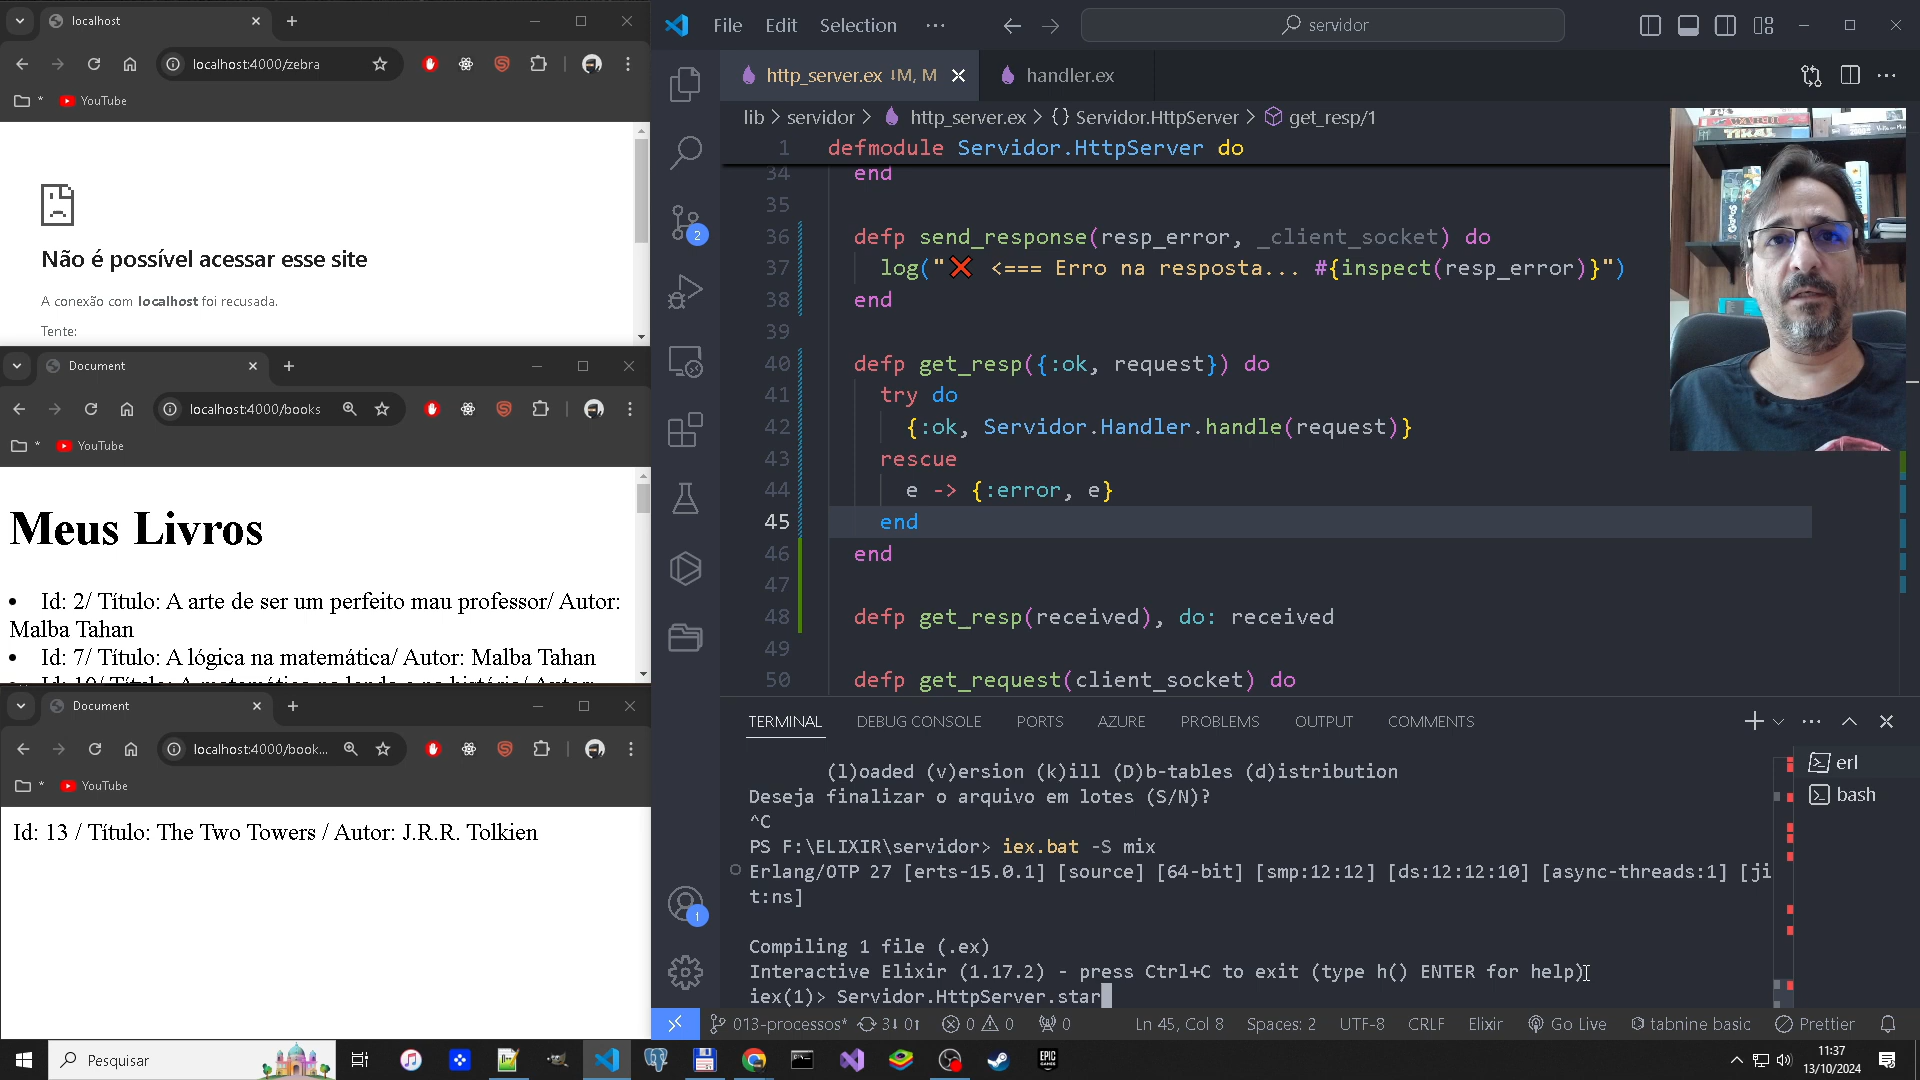 localhost
localhost:4000/zebra
*
YouTube
Não é possível acessar esse site
A conexão com localhost foi recusada.
Tente:
Document
localhost:4000/books
*
YouTube
Meus Livros
• Id: 2/ Título: A arte de ser um perfeito mau professor/ Autor:
Malba Tahan
• Id: 7/ Título: A lógica na matemática/ Autor: Malba Tahan
Document
localhost:4000/book...
*
YouTube
Id: 13 / Título: The Two Towers / Autor: J.R.R. Tolkien
File Edit Selection ···
servidor
http_server.ex ↓M, M
handler.ex
lib > servidor > http_server.ex > {} Servidor.HttpServer > get_resp/1
1 defmodule Servidor.HttpServer do
34 end
35
36 defp send_response(resp_error, _client_socket) do
37 log("❌ <=== Erro na resposta... #{inspect(resp_error)}")
38 end
39
40 defp get_resp({:ok, request}) do
41 try do
42 {:ok, Servidor.Handler.handle(request)}
43 rescue
44 e -> {:error, e}
45 end
46 end
47
48 defp get_resp(received), do: received
49
50 defp get_request(client_socket) do
2
1
TIKAL
TERMINAL DEBUG CONSOLE PORTS AZURE PROBLEMS OUTPUT COMMENTS
(l)oaded (v)ersion (k)ill (D)b-tables (d)istribution
Deseja finalizar o arquivo em lotes (S/N)?
^C
PS F:\ELIXIR\servidor> iex.bat -S mix
Erlang/OTP 27 [erts-15.0.1] [source] [64-bit] [smp:12:12] [ds:12:12:10] [async-threads:1] [ji
t:ns]
Compiling 1 file (.ex)
Interactive Elixir (1.17.2) - press Ctrl+C to exit (type h() ENTER for help)
iex(1)> Servidor.HttpServer.star
erl
bash
013-processos* 3↓ 0↑ 0 0 0 Ln 45, Col 8 Spaces: 2 UTF-8 CRLF Elixir Go Live tabnine basic Prettier
Pesquisar
EPIC
GAMES
11:37
13/10/2024